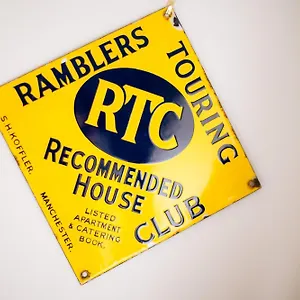 RAMBLERS
TOURING
CLUB
RTC
RECOMMENDED
HOUSE
LISTED
APARTMENT
& CATERING
BOOK.
S.H.KOFFLER.
MANCHESTER.